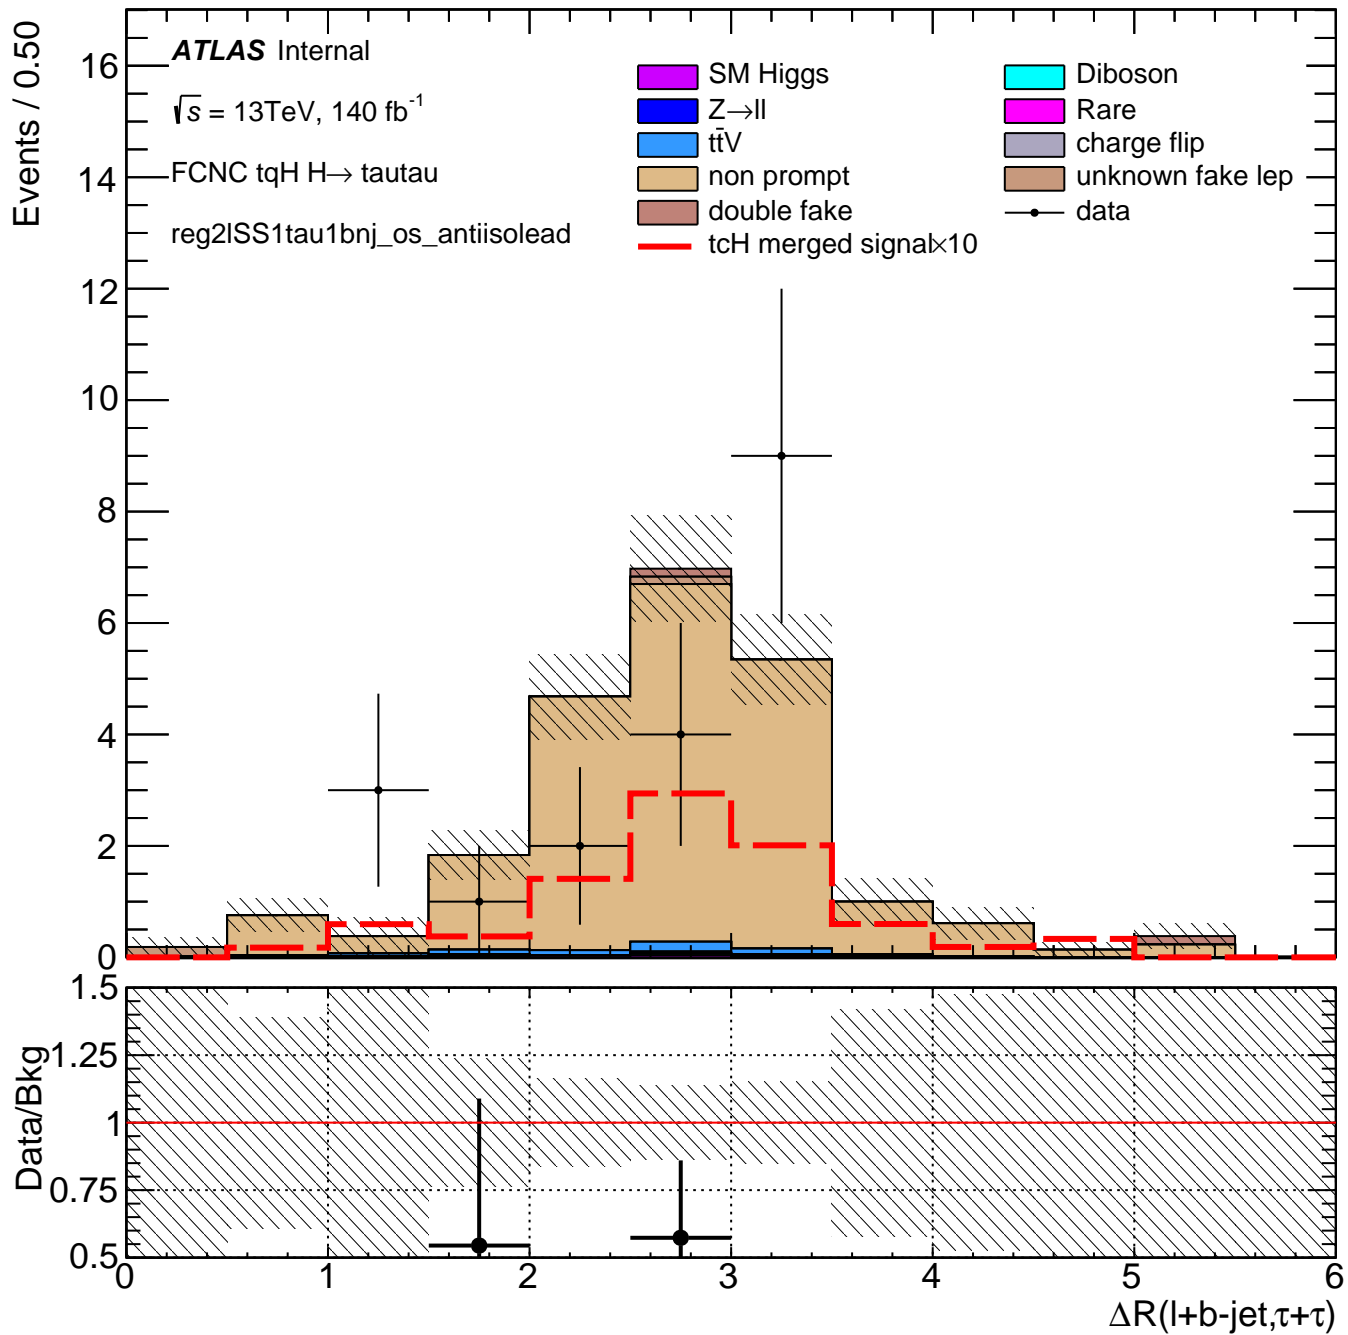 Events / 0.50
16
14
12
10
8
6
4
2
0
ATLAS Internal
√s = 13TeV, 140 fb⁻¹
FCNC tqH H→ tautau
reg2lSS1tau1bnj_os_antiisolead
SM Higgs
Z→ll
tt̄V
non prompt
double fake
tcH merged signal×10
Diboson
Rare
charge flip
unknown fake lep
data
Data/Bkg
1.5
1.25
1
0.75
0.5
0 1 2 3 4 5 6
ΔR(l+b-jet,τ+τ)